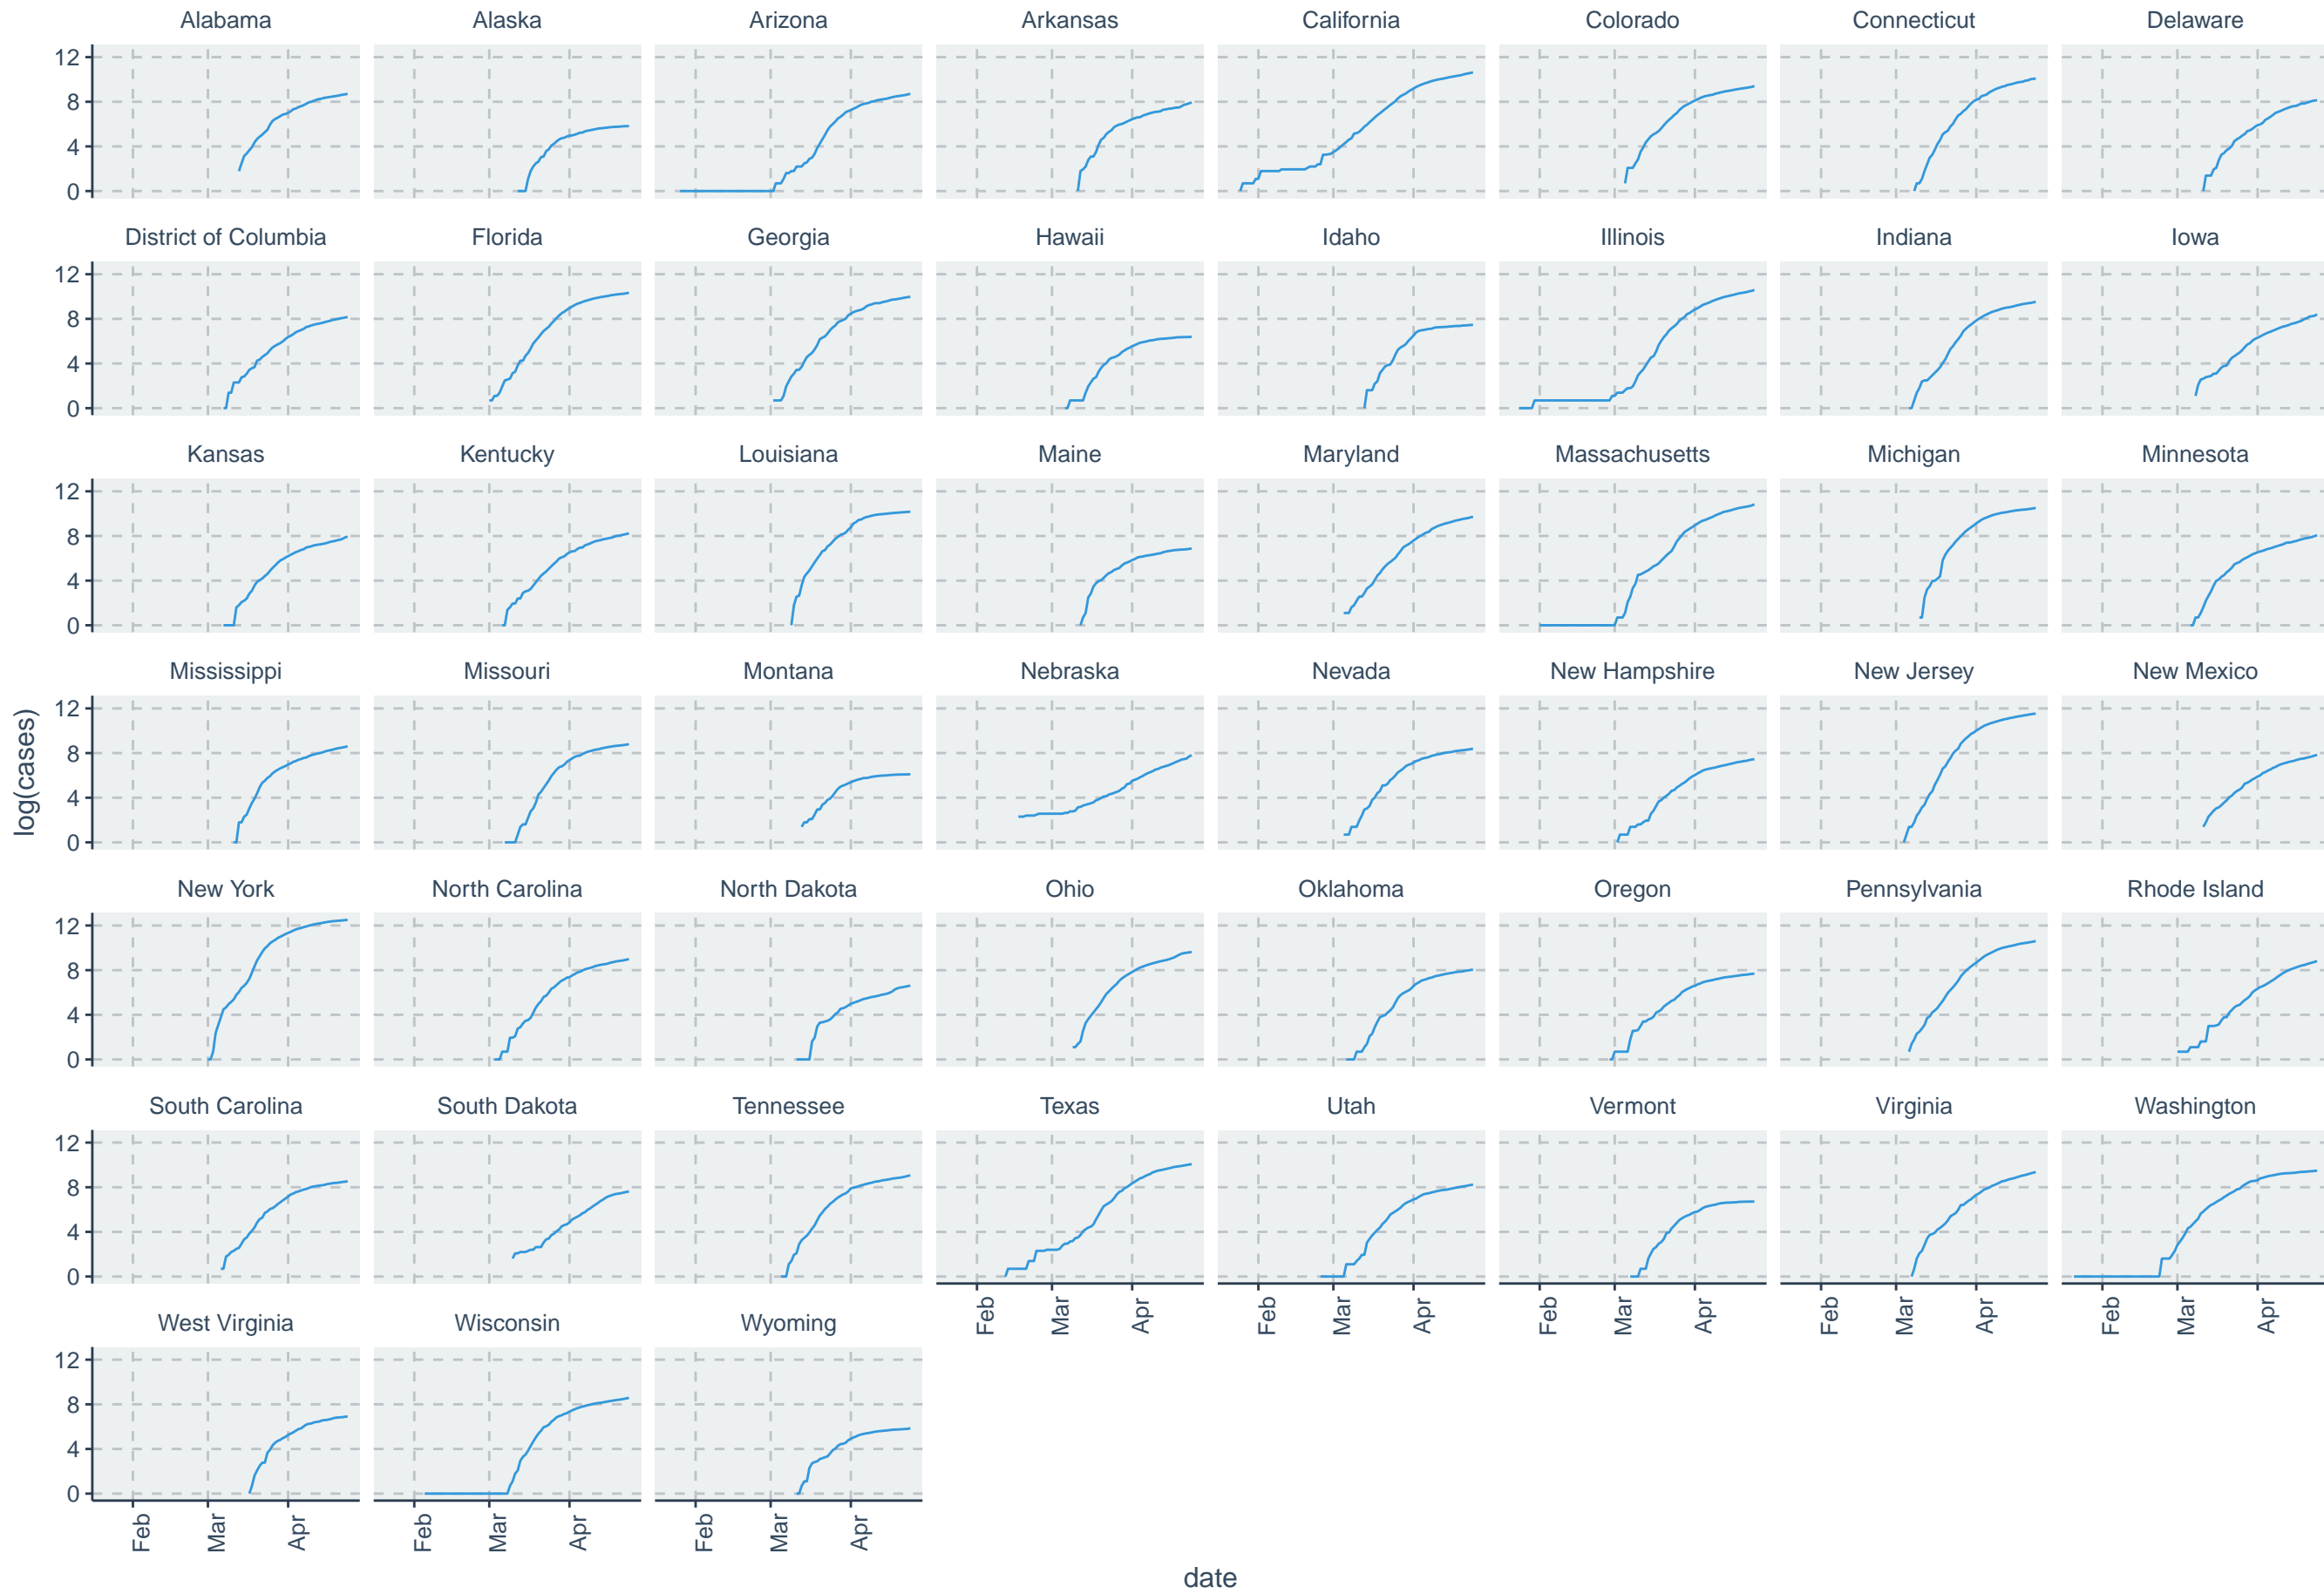 Alabama Alaska Arizona Arkansas California Colorado Connecticut Delaware
12
8
4
0
District of Columbia Florida Georgia Hawaii Idaho Illinois Indiana Iowa
12
8
4
0
Kansas Kentucky Louisiana Maine Maryland Massachusetts Michigan Minnesota
12
8
4
0
Mississippi Missouri Montana Nebraska Nevada New Hampshire New Jersey New Mexico
12
8
4
0
log(cases)
New York North Carolina North Dakota Ohio Oklahoma Oregon Pennsylvania Rhode Island
12
8
4
0
South Carolina South Dakota Tennessee Texas Utah Vermont Virginia Washington
12
8
4
0
Feb Mar Apr Feb Mar Apr Feb Mar Apr Feb Mar Apr Feb Mar Apr
West Virginia Wisconsin Wyoming
12
8
4
0
Feb Mar Apr Feb Mar Apr Feb Mar Apr
date